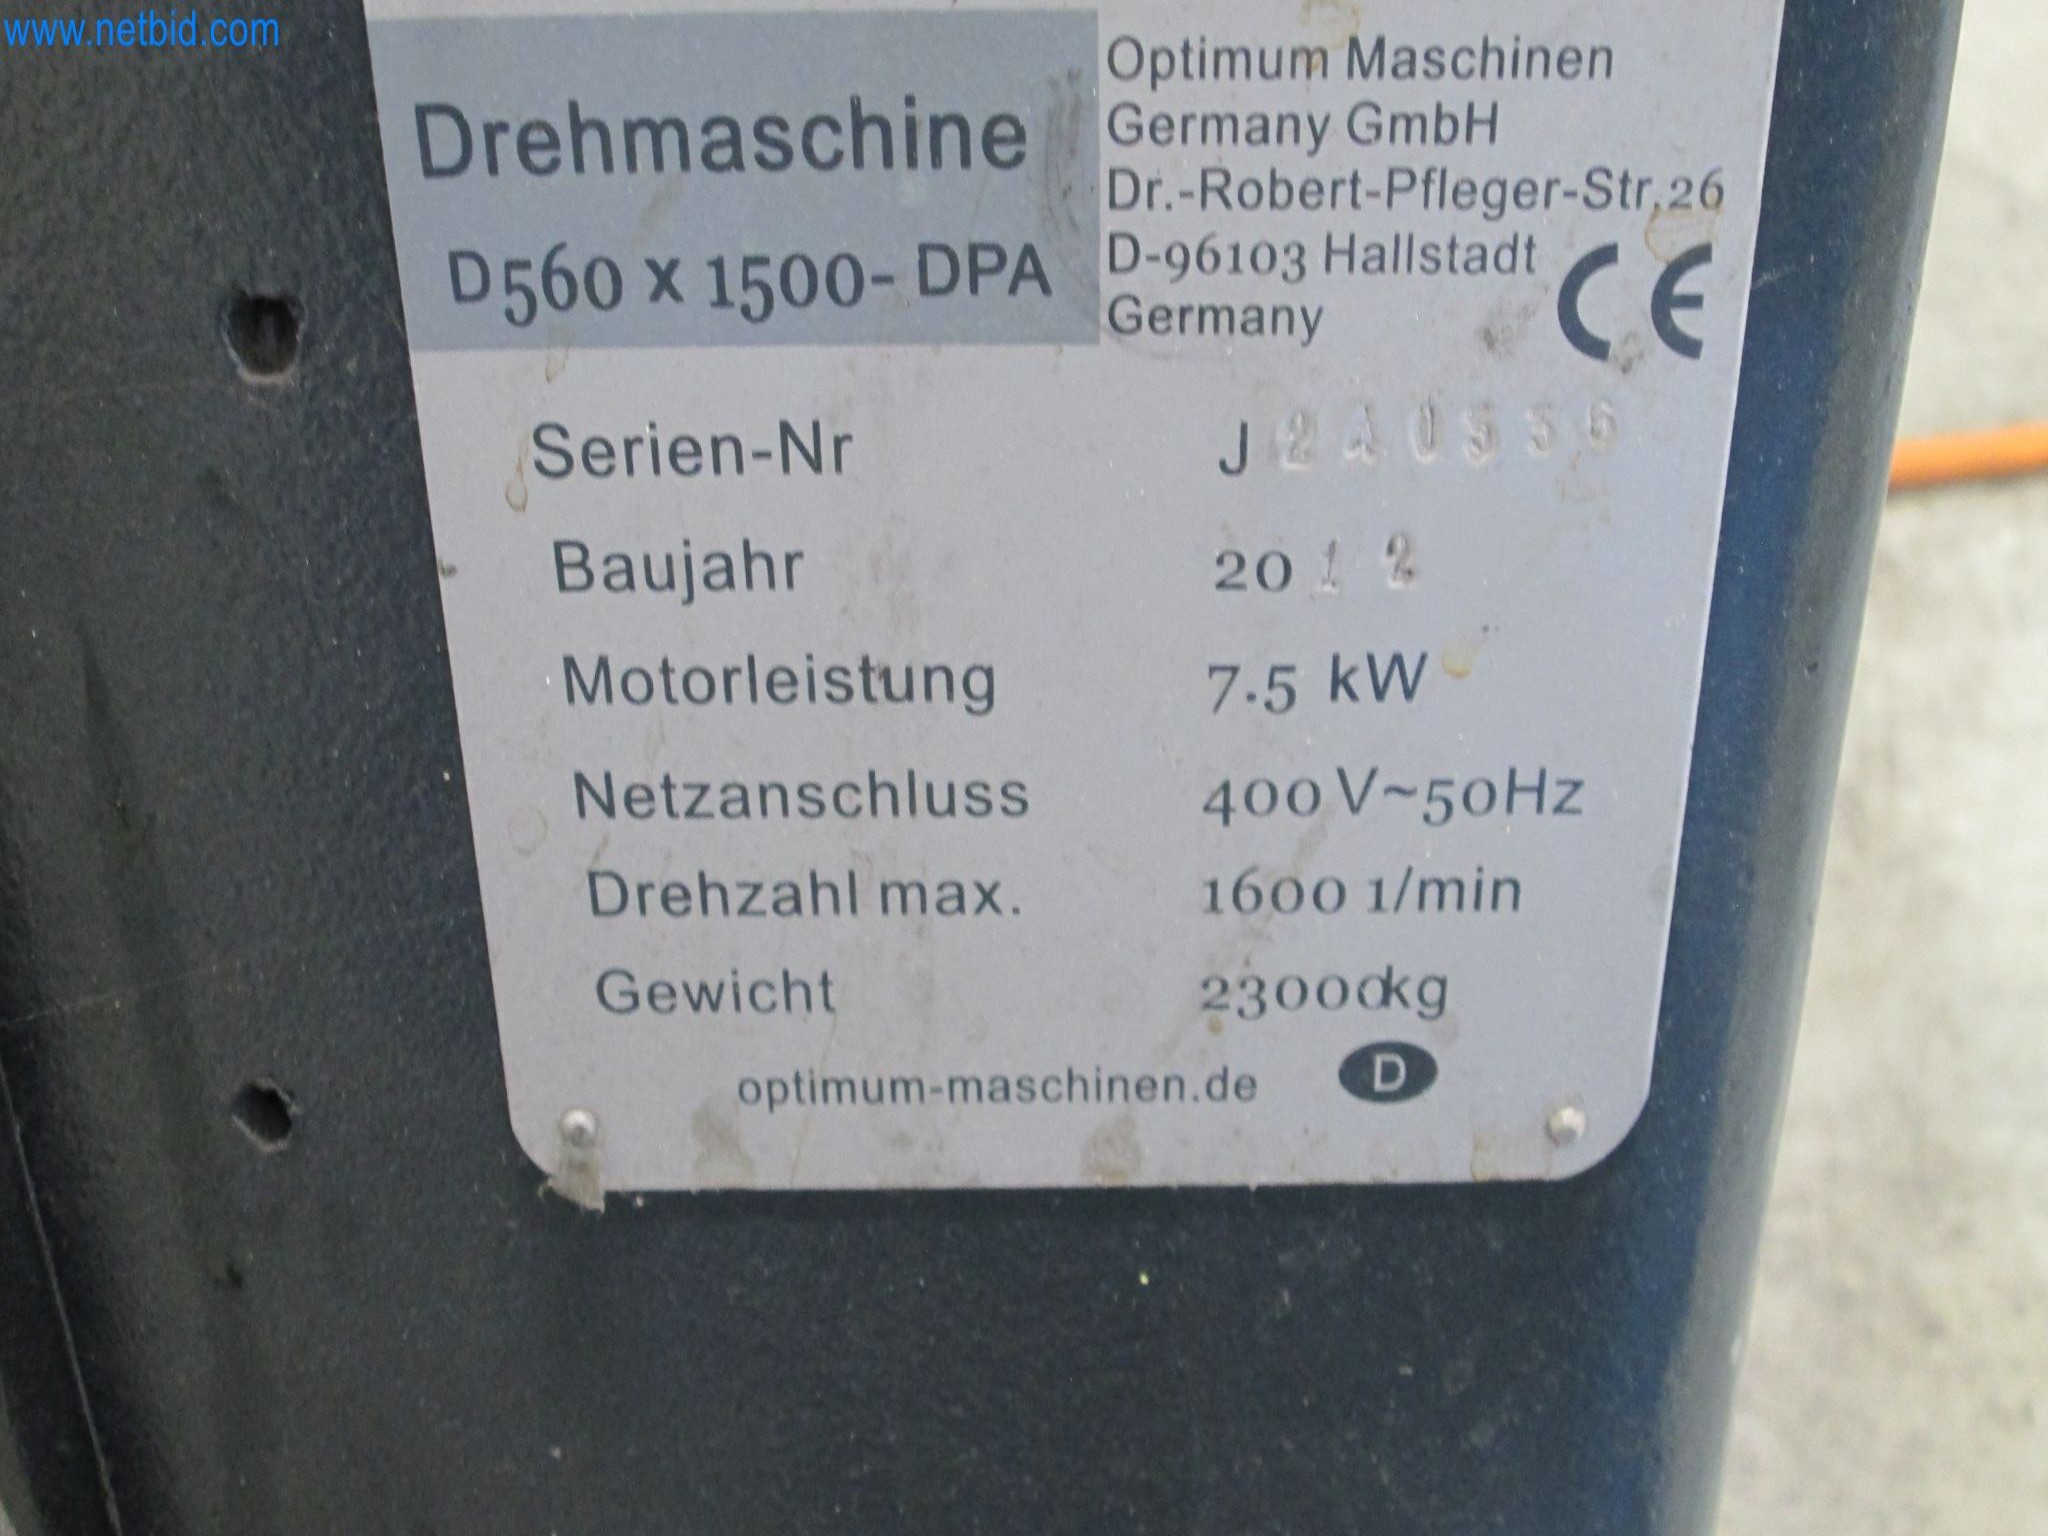 www.netbid.com
Drehmaschine
D560 x 1500- DPA
Optimum Maschinen
Germany GmbH
Dr.-Robert-Pfleger-Str.26
D-96103 Hallstadt
Germany
CE
Serien-Nr J
Baujahr 2012
Motorleistung 7.5 kW
Netzanschluss 400 V~50Hz
Drehzahl max. 1600 1/min
Gewicht
optimum-maschinen.de D